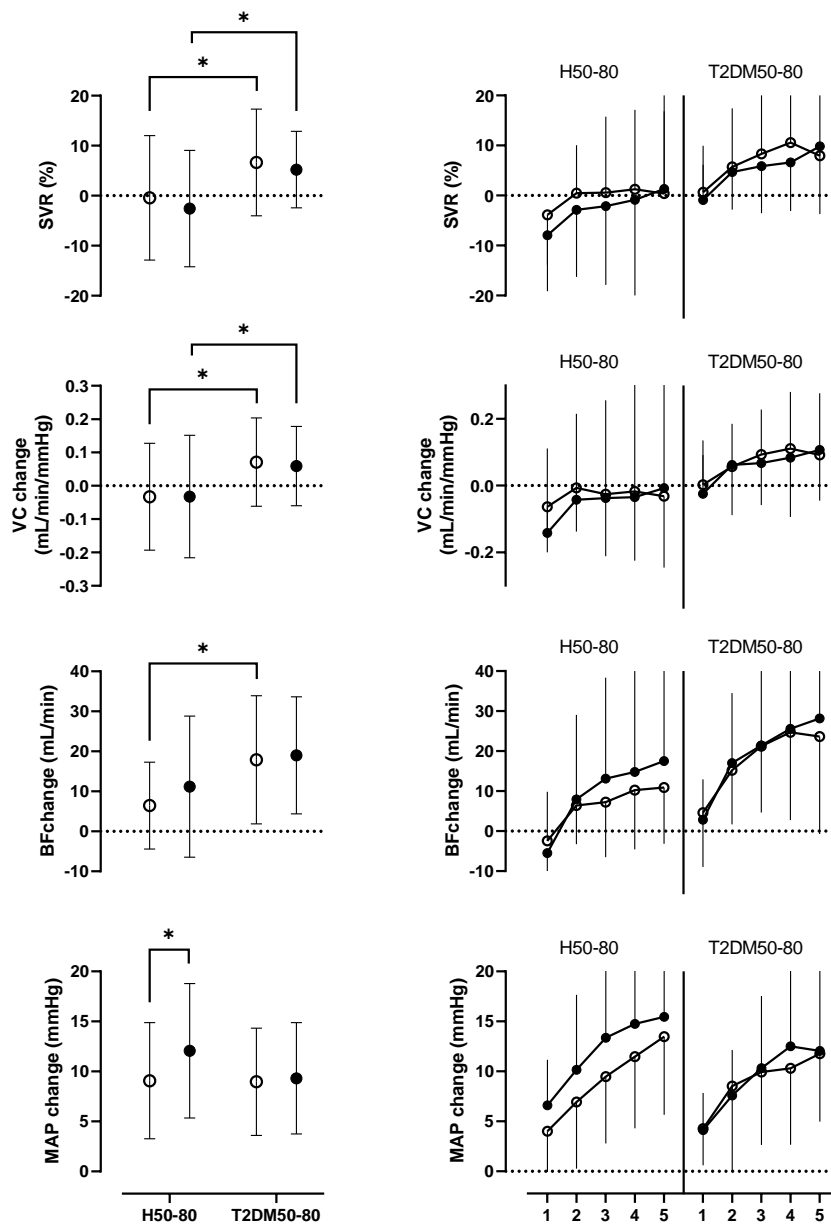 *
*
H50-80
T2DM50-80
SVR (%)
20
10
0
-10
-20
20
10
0
-10
-20
*
*
H50-80
T2DM50-80
VC change
(mL/min/mmHg)
0.3
0.2
0.1
0.0
-0.1
-0.2
-0.3
0.2
0.0
-0.2
*
H50-80
T2DM50-80
BFchange (mL/min)
40
30
20
10
0
-10
BFchange (mL/min)
40
30
20
10
0
-10
*
H50-80
T2DM50-80
MAP change (mmHg)
20
15
10
5
0
MAP change (mmHg)
20
15
10
5
0
H50-80
T2DM50-80
1 2 3 4 5 1 2 3 4 5
SVR (%)
VC change
(mL/min/mmHg)